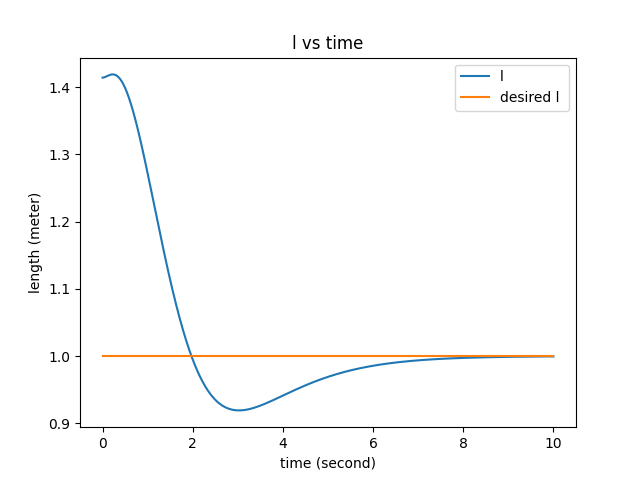 l vs time
l
desired l
length (meter)
1.4
1.3
1.2
1.1
1.0
0.9
0
2
4
6
8
10
time (second)